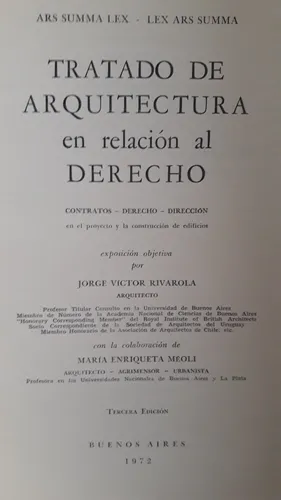 ARS SUMMA LEX - LEX ARS SUMMA
TRATADO DE
ARQUITECTURA
en relación al
DERECHO
CONTRATOS - DERECHO - DIRECCIÓN
en el proyecto y la construcción de edificios
exposición objetiva
por
JORGE VICTOR RIVAROLA
ARQUITECTO
Profesor Titular Consulto en la Universidad de Buenos Aires
Miembro de Número de la Academia Nacional de Ciencias de Buenos Aires
"Honorary Corresponding Member" del Royal Institute of British Architects
Socio Correspondiente de la Sociedad de Arquitectos del Uruguay
Miembro Honorario de la Asociación de Arquitectos de Chile, etc.
con la colaboración de
MARÍA ENRIQUETA MEOLI
ARQUITECTO - AGRIMENSOR - URBANISTA
Profesora en las Universidades Nacionales de Buenos Aires y La Plata
TERCERA EDICIÓN
BUENOS AIRES
1972